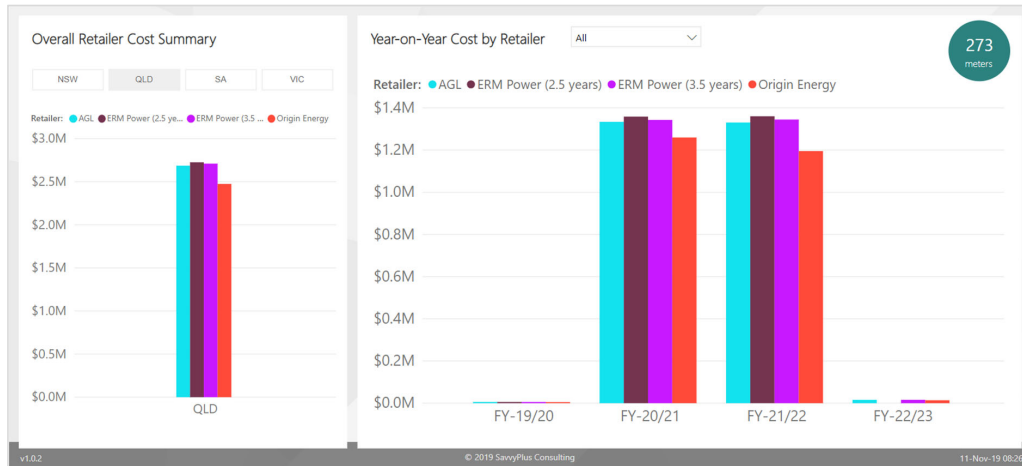 Overall Retailer Cost Summary
NSW QLD SA VIC
Retailer: AGL ERM Power (2.5 ye... ERM Power (3.5 ... Origin Energy
$3.0M
$2.5M
$2.0M
$1.5M
$1.0M
$0.5M
$0.0M
QLD
Year-on-Year Cost by Retailer All
273
meters
Retailer: AGL ERM Power (2.5 years) ERM Power (3.5 years) Origin Energy
$1.4M
$1.2M
$1.0M
$0.8M
$0.6M
$0.4M
$0.2M
$0.0M
FY-19/20 FY-20/21 FY-21/22 FY-22/23
v1.0.2 © 2019 SavvyPlus Consulting 11-Nov-19 08:26